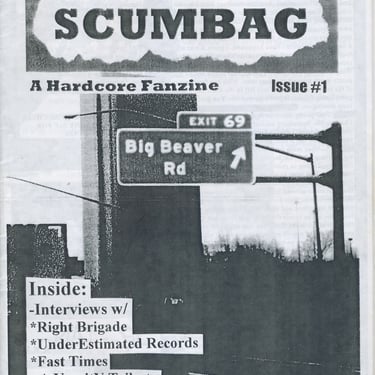 SCUMBAG
A Hardcore Fanzine
Issue #1
EXIT 69
Big Beaver
Rd
Inside:
-Interviews w/
*Right Brigade
*UnderEstimated Records
*Fast Times